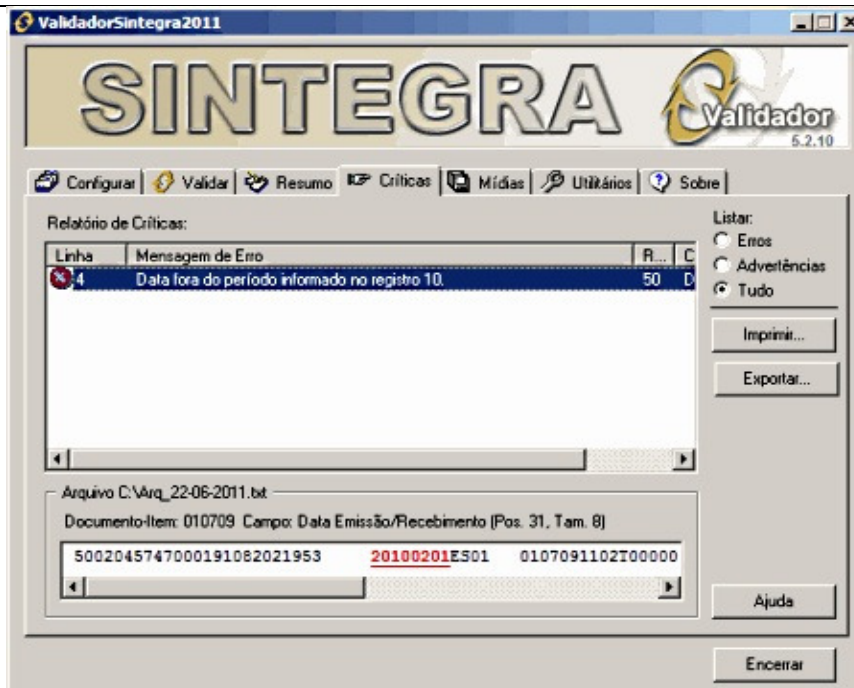 ValidadorSintegra2011
SINTEGRA
Validador
5.2.10
Configurar Validar Resumo Críticas Mídias Utilitários Sobre
Relatório de Críticas:
Linha Mensagem de Erro R... C
4 Data fora do período informado no registro 10. 50 D
Listar:
Erros
Advertências
Tudo
Imprimir...
Exportar...
Arquivo C:\Arq_22-06-2011.txt
Documento-Item: 010709 Campo: Data Emissão/Recebimento (Pos. 31, Tam. 8)
5002045747000191082021953 20100201ES01 0107091102T00000
Ajuda
Encerrar